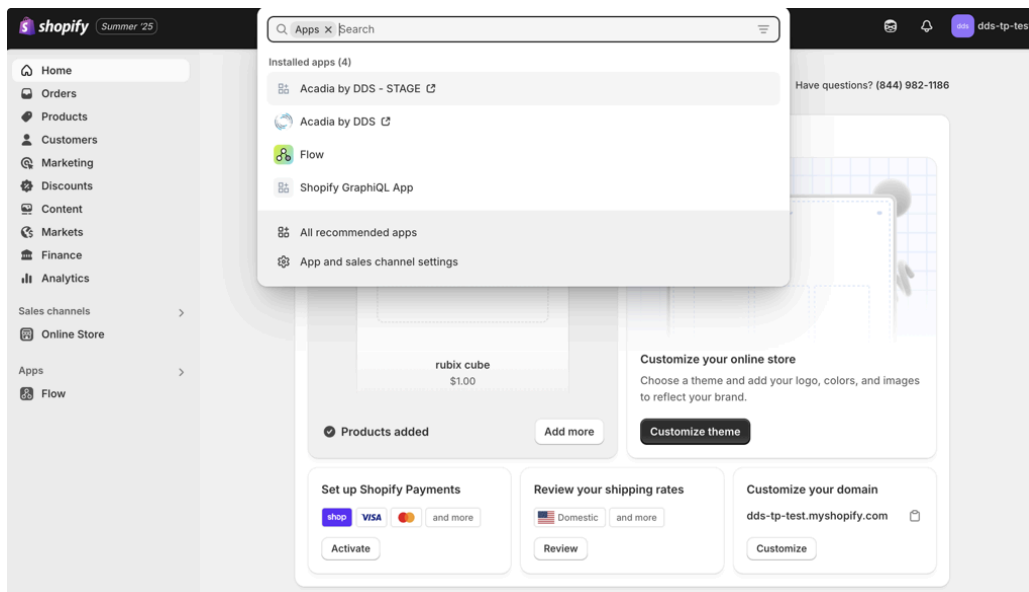 shopify Summer '25
Apps Search
dds
dds-tp-tes
Home
Orders
Products
Customers
Marketing
Discounts
Content
Markets
Finance
Analytics
Sales channels
Online Store
Apps
Flow
Installed apps (4)
Acadia by DDS - STAGE
Acadia by DDS
Flow
Shopify GraphiQL App
All recommended apps
App and sales channel settings
Have questions? (844) 982-1186
rubix cube
$1.00
Products added
Add more
Customize your online store
Choose a theme and add your logo, colors, and images
to reflect your brand.
Customize theme
Set up Shopify Payments
shop VISA and more
Activate
Review your shipping rates
Domestic and more
Review
Customize your domain
dds-tp-test.myshopify.com
Customize